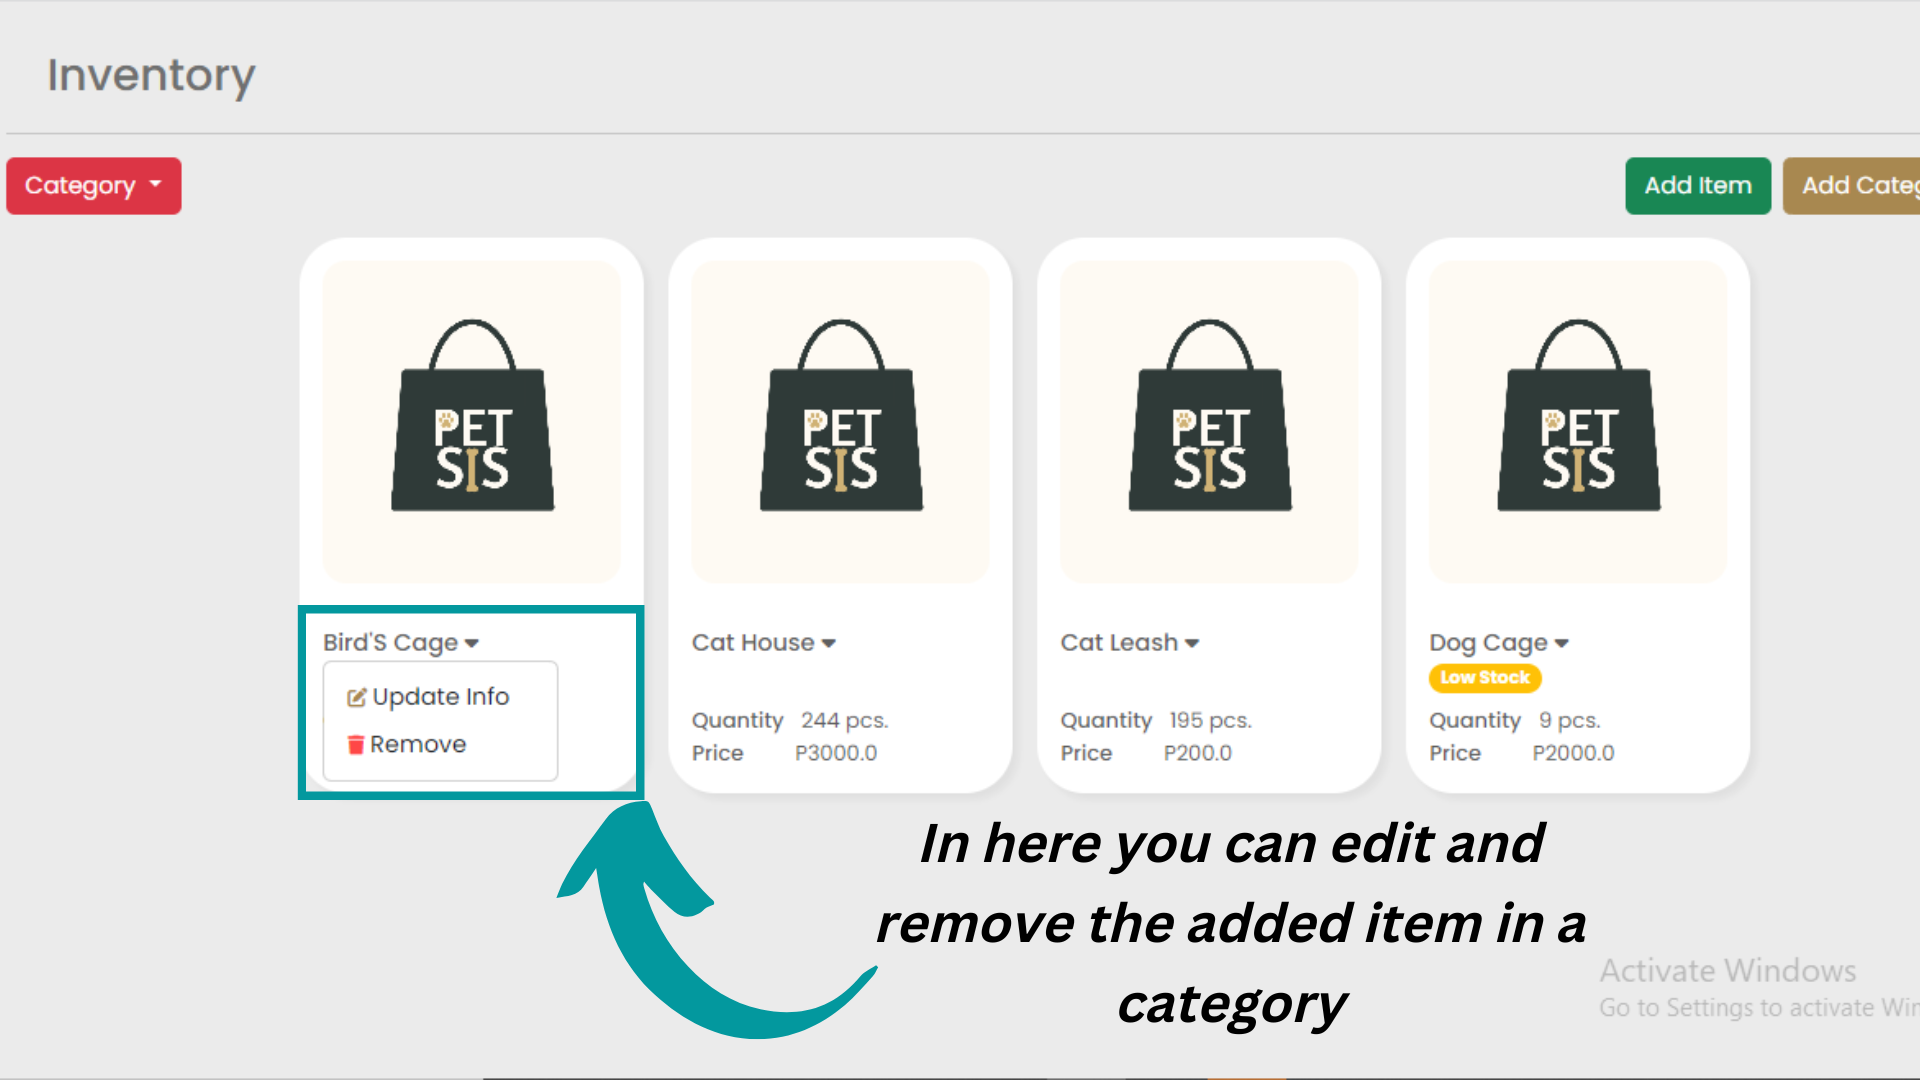 Inventory
Category
Add Item
Add Categ
PET
SIS
PET
SIS
PET
SIS
PET
SIS
Bird'S Cage
Update Info
Remove
Cat House
Quantity 244 pcs.
Price P3000.0
Cat Leash
Quantity 195 pcs.
Price P200.0
Dog Cage
Low Stock
Quantity 9 pcs.
Price P2000.0
In here you can edit and
remove the added item in a
category
Activate Windows
Go to Settings to activate Win